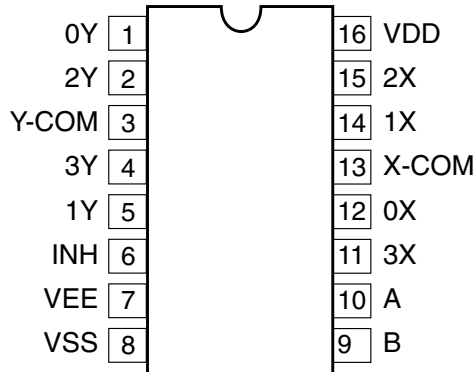 0Y 1 16 VDD
2Y 2 15 2X
Y-COM 3 14 1X
3Y 4 13 X-COM
1Y 5 12 0X
INH 6 11 3X
VEE 7 10 A
VSS 8 9 B